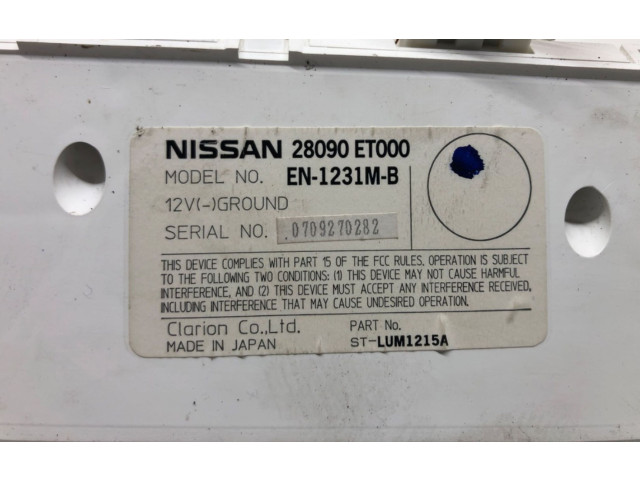 NISSAN 28090 ET000
MODEL NO. EN-1231M-B
12V(-)GROUND
SERIAL NO. 0709270282
THIS DEVICE COMPLIES WITH PART 15 OF THE FCC RULES. OPERATION IS SUBJECT
TO THE FOLLOWING TWO CONDITIONS: (1) THIS DEVICE MAY NOT CAUSE HARMFUL
INTERFERENCE, AND (2) THIS DEVICE MUST ACCEPT ANY INTERFERENCE RECEIVED,
INCLUDING INTERFERENCE THAT MAY CAUSE UNDESIRED OPERATION.
Clarion Co.,Ltd. PART No.
MADE IN JAPAN ST-LUM1215A